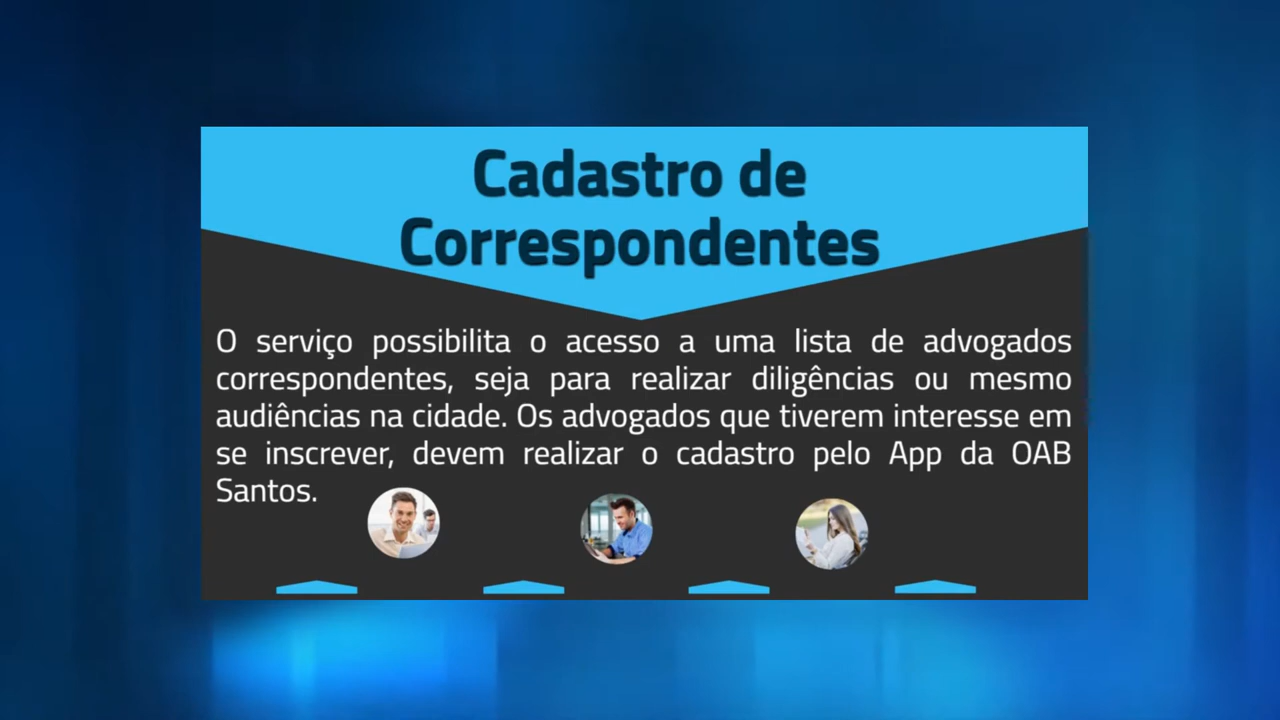 Cadastro de
Correspondentes
O serviço possibilita o acesso a uma lista de advogados
correspondentes, seja para realizar diligências ou mesmo
audiências na cidade. Os advogados que tiverem interesse em
se inscrever, devem realizar o cadastro pelo App da OAB
Santos.